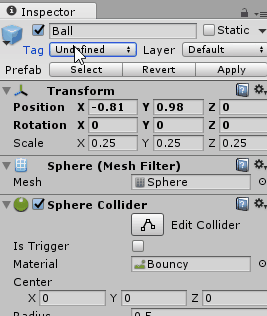 Inspector
Ball Static
Tag Undefined Layer Default
Prefab Select Revert Apply
Transform
Position X -0.81 Y 0.98 Z 0
Rotation X 0 Y 0 Z 0
Scale X 0.25 Y 0.25 Z 0.25
Sphere (Mesh Filter)
Mesh Sphere
Sphere Collider
Edit Collider
Is Trigger
Material Bouncy
Center
X 0 Y 0 Z 0
Radius 0.5